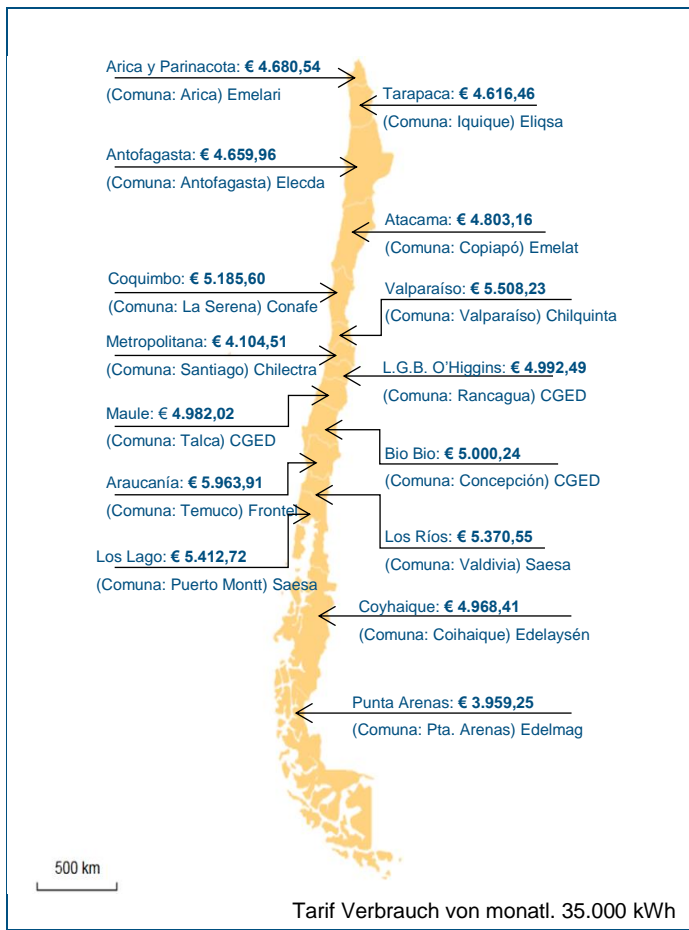 Arica y Parinacota: € 4.680,54
(Comuna: Arica) Emelari
Tarapaca: € 4.616,46
(Comuna: Iquique) Eliqsa
Antofagasta: € 4.659,96
(Comuna: Antofagasta) Elecda
Atacama: € 4.803,16
(Comuna: Copiapó) Emelat
Coquimbo: € 5.185,60
(Comuna: La Serena) Conafe
Valparaíso: € 5.508,23
(Comuna: Valparaíso) Chilquinta
Metropolitana: € 4.104,51
(Comuna: Santiago) Chilectra
L.G.B. O’Higgins: € 4.992,49
(Comuna: Rancagua) CGED
Maule: € 4.982,02
(Comuna: Talca) CGED
Bio Bio: € 5.000,24
(Comuna: Concepción) CGED
Araucanía: € 5.963,91
(Comuna: Temuco) Frontel
Los Ríos: € 5.370,55
(Comuna: Valdivia) Saesa
Los Lago: € 5.412,72
(Comuna: Puerto Montt) Saesa
Coyhaique: € 4.968,41
(Comuna: Coihaique) Edelaysén
Punta Arenas: € 3.959,25
(Comuna: Pta. Arenas) Edelmag
500 km
Tarif Verbrauch von monatl. 35.000 kWh